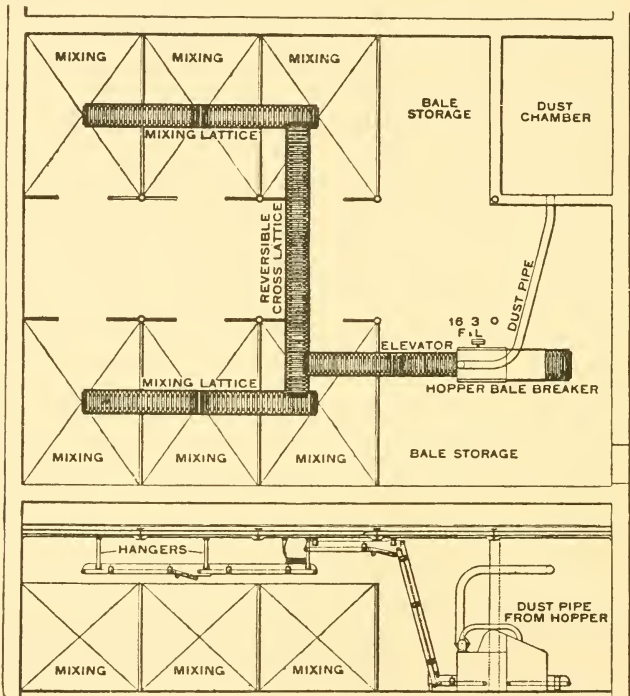 MIXING
MIXING
MIXING
BALE
STORAGE
DUST
CHAMBER
MIXING LATTICE
REVERSIBLE
CROSS LATTICE
DUST PIPE
16 3
F·L
ELEVATOR
MIXING LATTICE
HOPPER BALE BREAKER
MIXING
MIXING
MIXING
BALE STORAGE
HANGERS
DUST PIPE
FROM HOPPER
MIXING
MIXING
MIXING